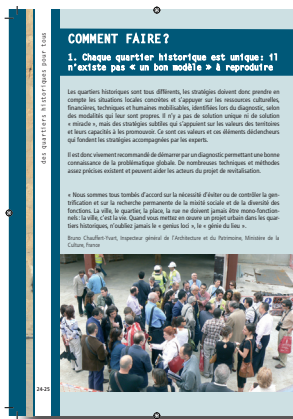 COMMENT FAIRE?
1. Chaque quartier historique est unique: il
n'existe pas « un bon modèle » à reproduire
des quartiers historiques pour tous
Les quartiers historiques sont tous différents, les stratégies doivent donc prendre en
compte les situations locales concrètes et s'appuyer sur les ressources culturelles,
financières, techniques et humaines mobilisables, identifiées lors du diagnostic, selon
des modalités qui leur sont propres. Il n'y a pas de solution unique ni de solution
« miracle », mais des stratégies subtiles qui s'appuient sur les valeurs des territoires
et leurs capacités à les promouvoir. Ce sont ces valeurs et ces éléments déclencheurs
qui fondent les stratégies accompagnées par les experts.
Il est donc vivement recommandé de démarrer par un diagnostic permettant une bonne
connaissance de la problématique globale. De nombreuses techniques et méthodes
assez précises existent et peuvent aider les acteurs du projet de revitalisation.
« Nous sommes tous tombés d'accord sur la nécessité d'éviter ou de contrôler la gen-
trification et sur la recherche permanente de la mixité sociale et de la diversité des
fonctions. La ville, le quartier, la place, la rue ne doivent jamais être mono-fonction-
nels : la ville, c'est la vie. Quand vous mettez en œuvre un projet urbain dans les quar-
tiers historiques, n'oubliez jamais le « genius loci », le « génie du lieu ».
Bruno Chauffert-Yvart, Inspecteur général de l'Architecture et du Patrimoine, Ministère de la
Culture, France
24-25